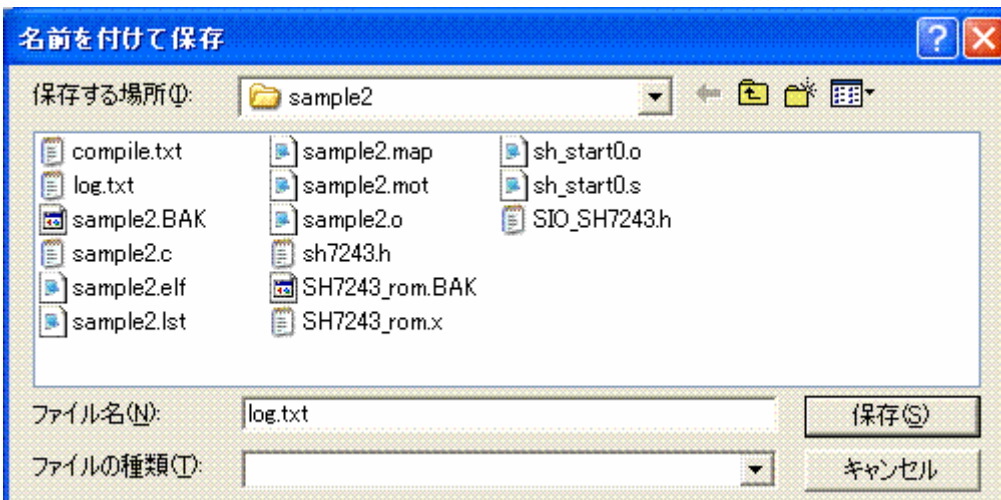 名前を付けて保存
保存する場所(I): sample2
compile.txt
log.txt
sample2.BAK
sample2.c
sample2.elf
sample2.lst
sample2.map
sample2.mot
sample2.o
sh7243.h
SH7243_rom.BAK
SH7243_rom.x
sh_start0.o
sh_start0.s
SIO_SH7243.h
ファイル名(N): log.txt 保存(S)
ファイルの種類(T): キャンセル